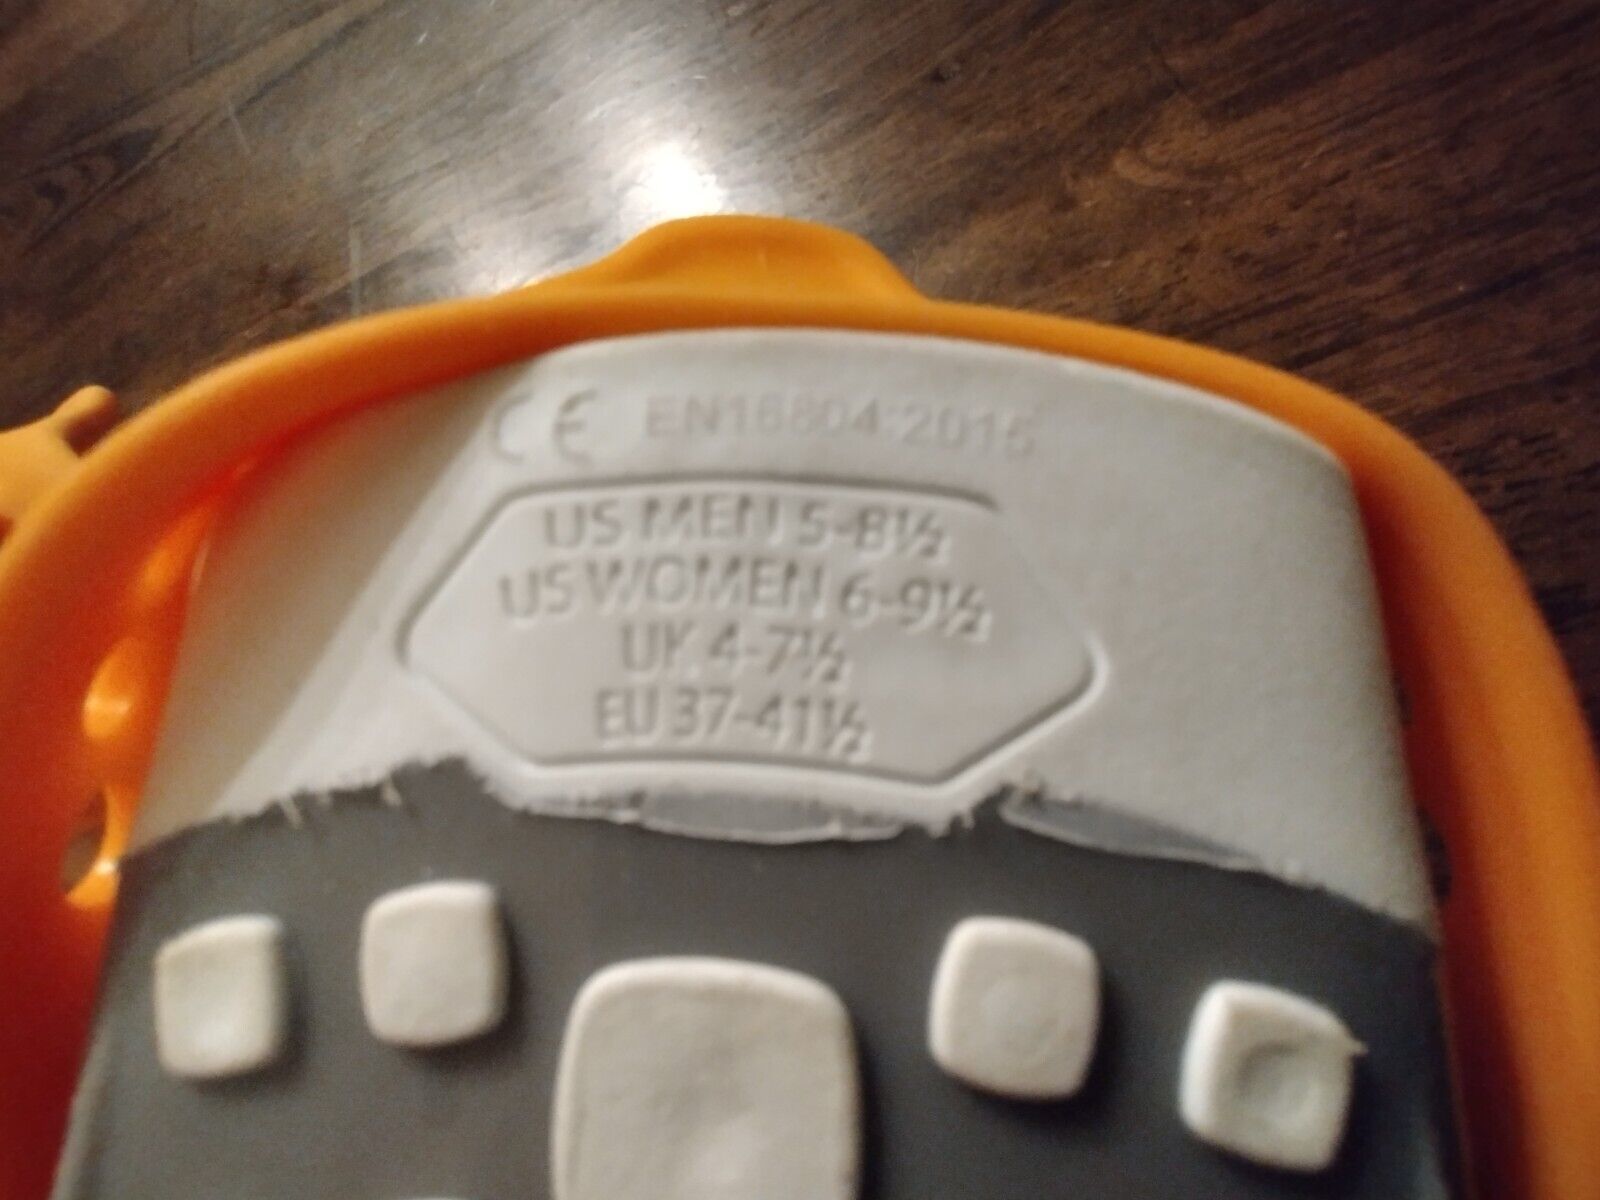 CE EN16804:2015
US MEN 5-8½
US WOMEN 6-9½
UK 4-7½
EU 37-41½